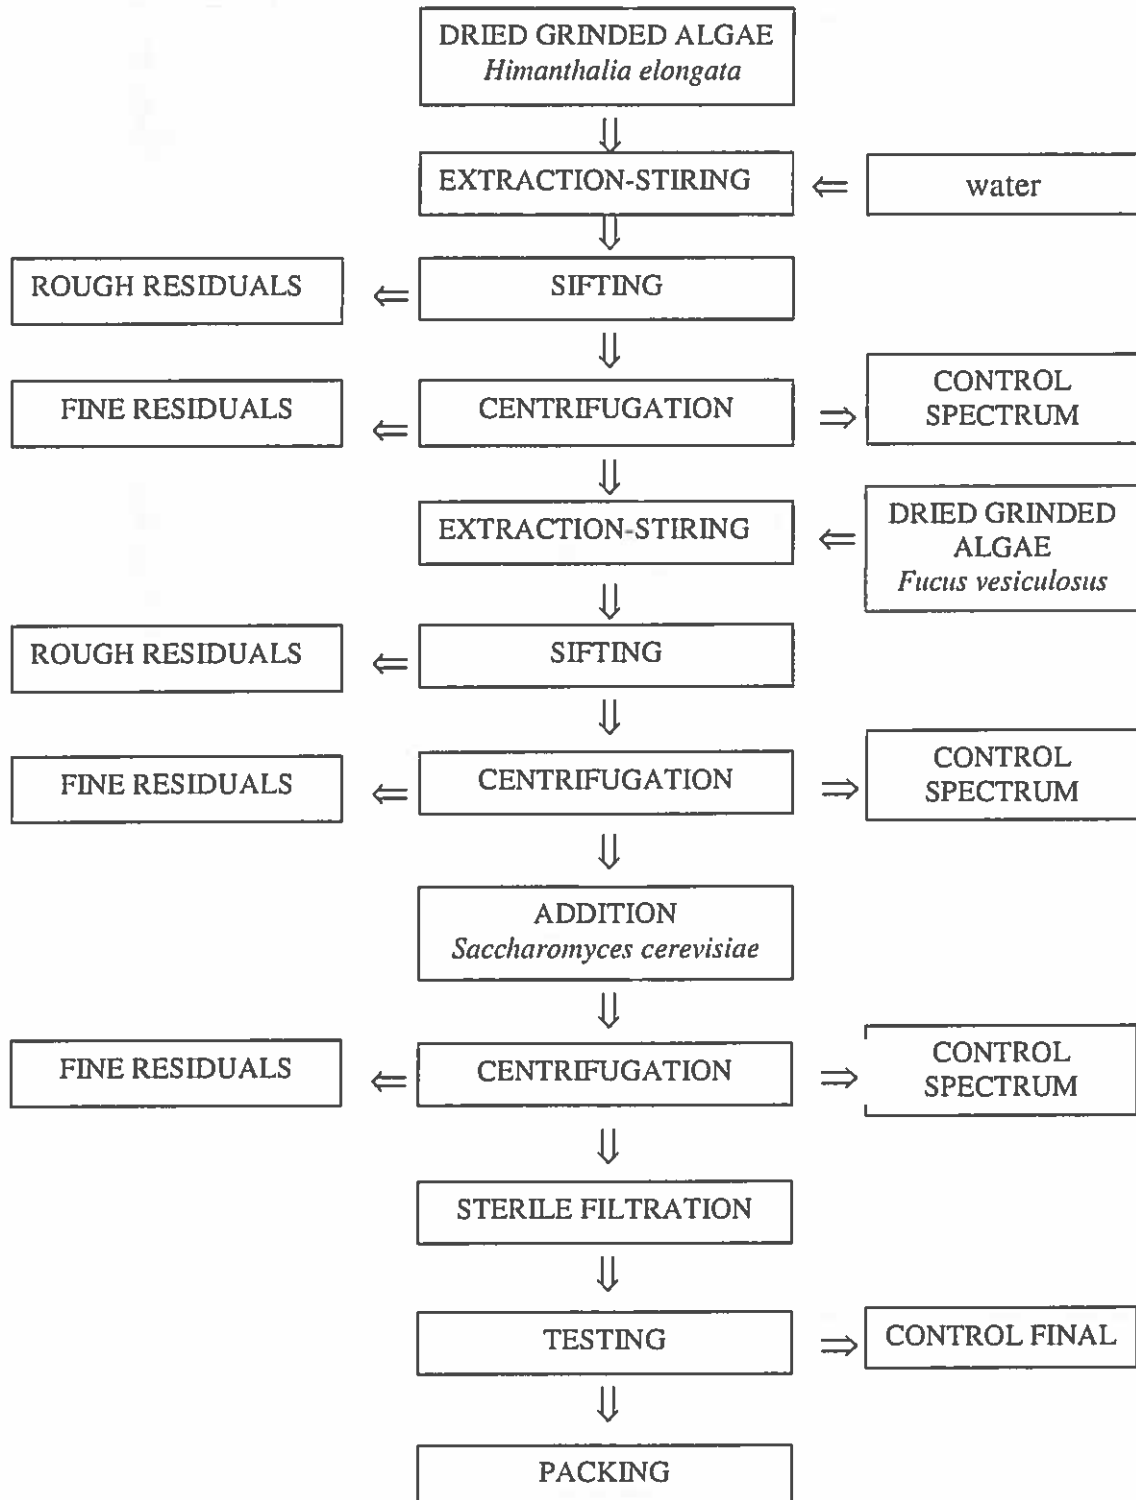 DRIED GRINDED ALGAE
Himanthalia elongata
EXTRACTION-STIRING
water
ROUGH RESIDUALS
SIFTING
FINE RESIDUALS
CENTRIFUGATION
CONTROL
SPECTRUM
EXTRACTION-STIRING
DRIED GRINDED
ALGAE
Fucus vesiculosus
ROUGH RESIDUALS
SIFTING
FINE RESIDUALS
CENTRIFUGATION
CONTROL
SPECTRUM
ADDITION
Saccharomyces cerevisiae
FINE RESIDUALS
CENTRIFUGATION
CONTROL
SPECTRUM
STERILE FILTRATION
TESTING
CONTROL FINAL
PACKING